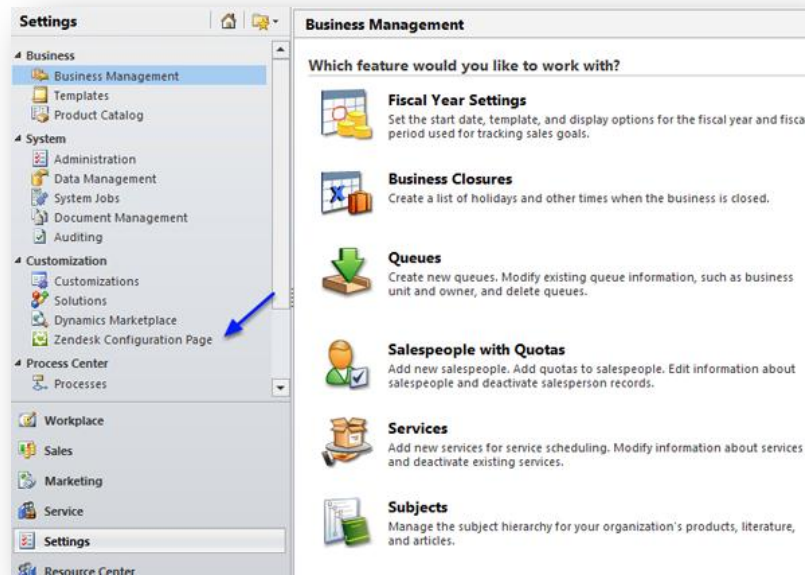 Settings
Business
Business Management
Templates
Product Catalog
System
Administration
Data Management
System Jobs
Document Management
Auditing
Customization
Customizations
Solutions
Dynamics Marketplace
Zendesk Configuration Page
Process Center
Processes
Workplace
Sales
Marketing
Service
Settings
Resource Center
Business Management
Which feature would you like to work with?
Fiscal Year Settings
Set the start date, template, and display options for the fiscal year and fisca
period used for tracking sales goals.
Business Closures
Create a list of holidays and other times when the business is closed.
Queues
Create new queues. Modify existing queue information, such as business
unit and owner, and delete queues.
Salespeople with Quotas
Add new salespeople. Add quotas to salespeople. Edit information about
salespeople and deactivate salesperson records.
Services
Add new services for service scheduling. Modify information about services
and deactivate existing services.
Subjects
Manage the subject hierarchy for your organization's products, literature,
and articles.